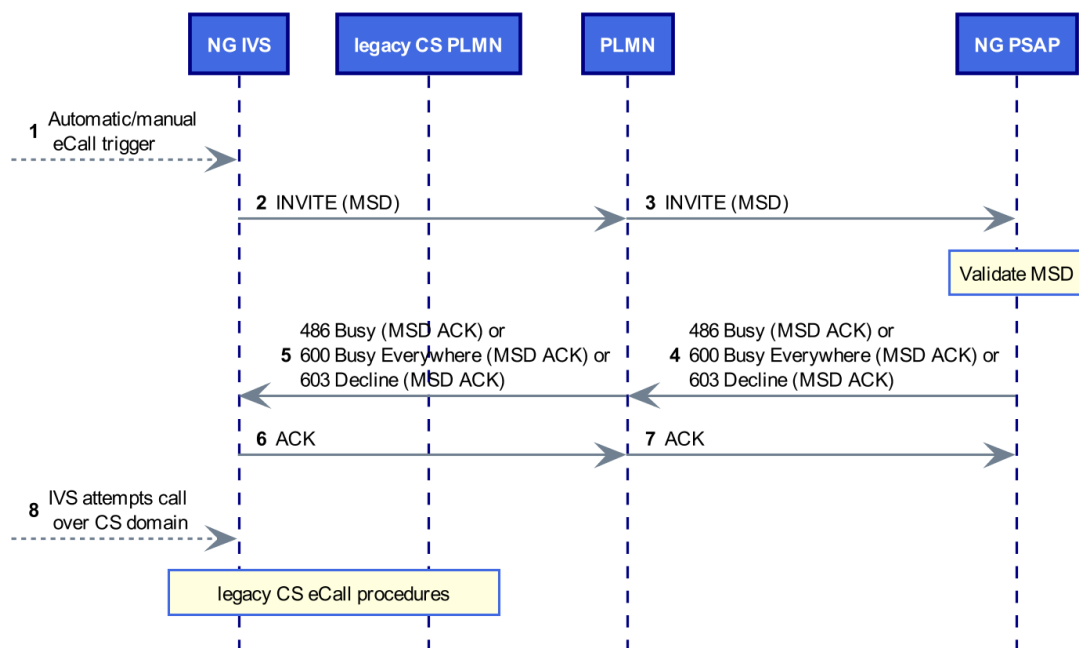 NG IVS
legacy CS PLMN
PLMN
NG PSAP
1 Automatic/manual
eCall trigger
2 INVITE (MSD)
3 INVITE (MSD)
Validate MSD
486 Busy (MSD ACK) or
5 600 Busy Everywhere (MSD ACK) or
603 Decline (MSD ACK)
486 Busy (MSD ACK) or
4 600 Busy Everywhere (MSD ACK) or
603 Decline (MSD ACK)
6 ACK
7 ACK
8 IVS attempts call
over CS domain
legacy CS eCall procedures